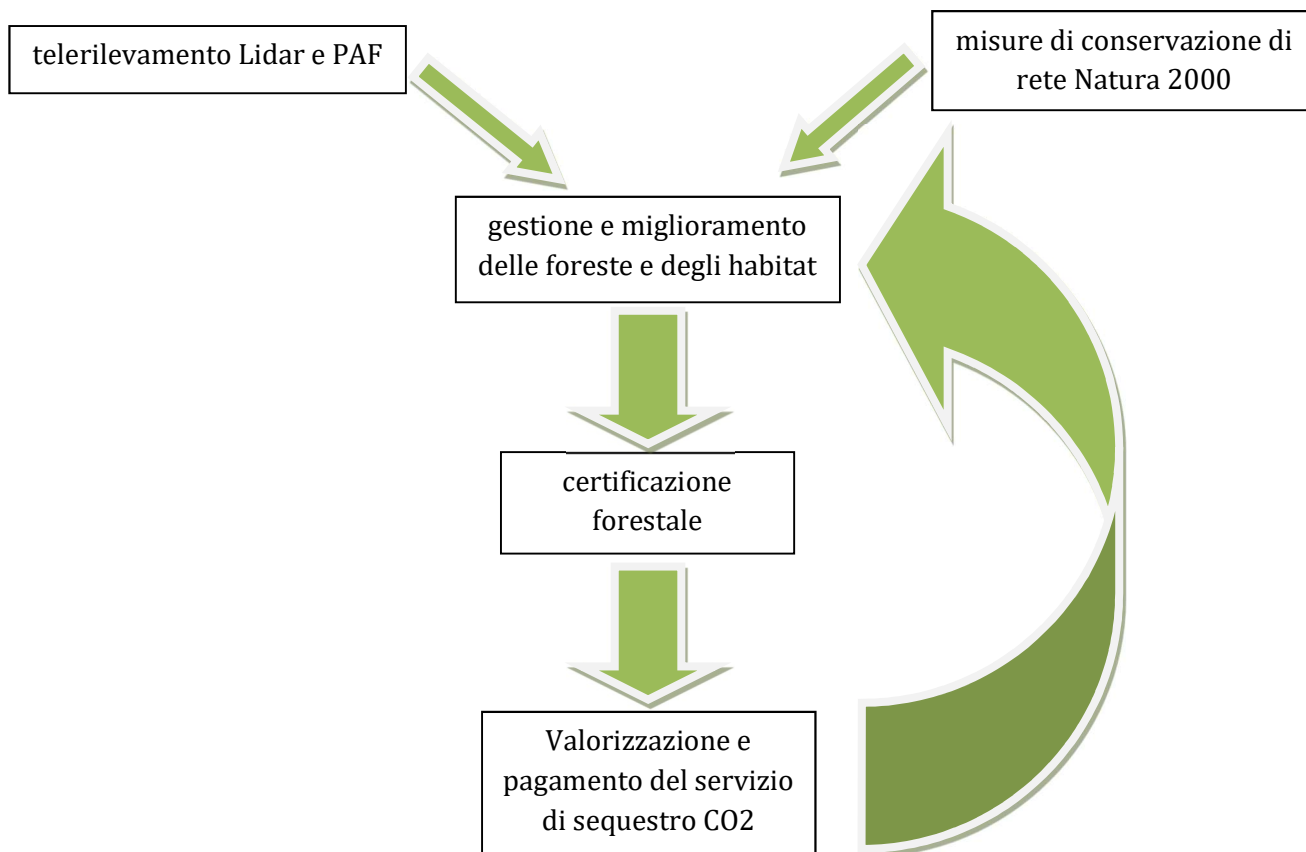 telerilevamento Lidar e PAF
misure di conservazione di
rete Natura 2000
gestione e miglioramento
delle foreste e degli habitat
certificazione
forestale
Valorizzazione e
pagamento del servizio
di sequestro CO2